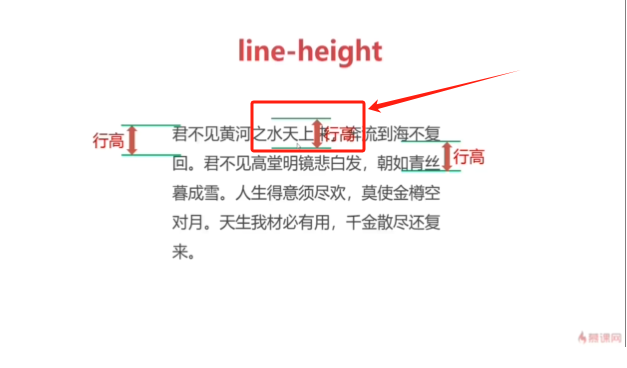 line-height
行高
行高
行高
君不见黄河之水天上来，奔流到海不复
回。君不见高堂明镜悲白发，朝如青丝
暮成雪。人生得意须尽欢，莫使金樽空
对月。天生我材必有用，千金散尽还复
来。
慕课网